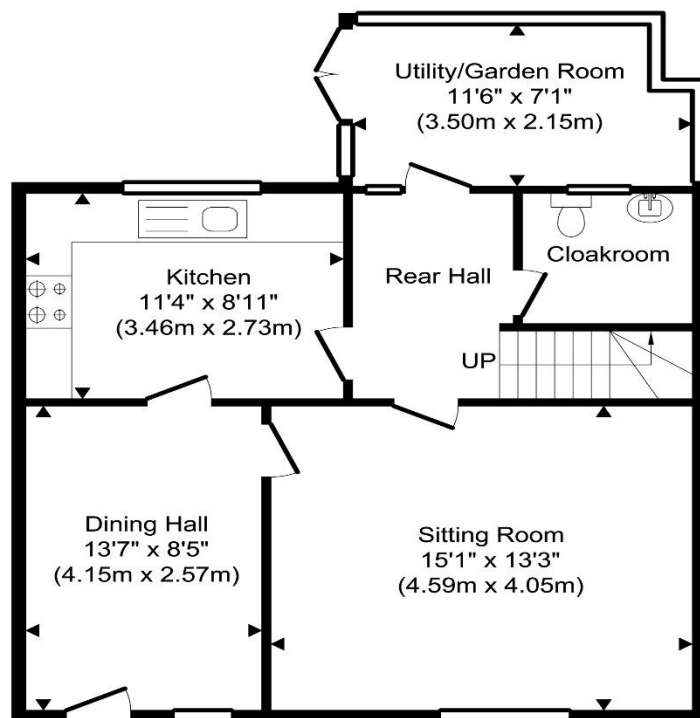 Utility/Garden Room
11'6" x 7'1"
(3.50m x 2.15m)
Kitchen
11'4" x 8'11"
(3.46m x 2.73m)
Rear Hall
Cloakroom
UP
Dining Hall
13'7" x 8'5"
(4.15m x 2.57m)
Sitting Room
15'1" x 13'3"
(4.59m x 4.05m)